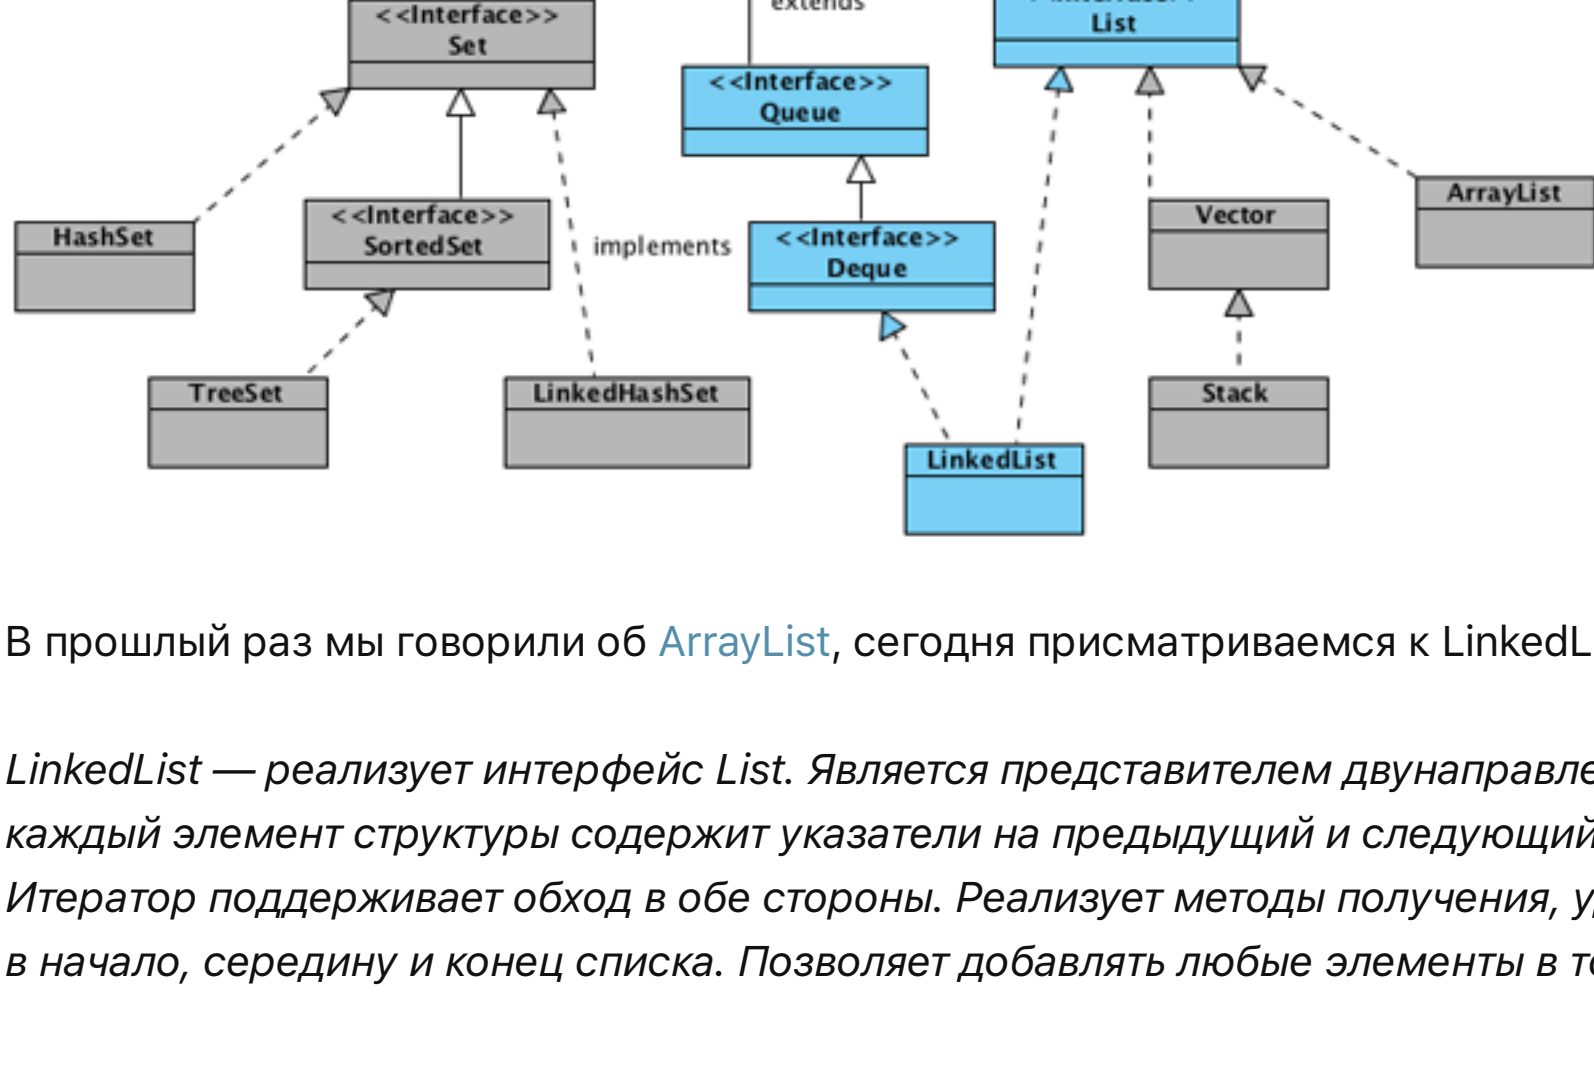 <<Interface>>
Set
extends
List
<<Interface>>
Queue
HashSet
<<Interface>>
SortedSet
implements
<<Interface>>
Deque
Vector
ArrayList
TreeSet
LinkedHashSet
LinkedList
Stack
В прошлый раз мы говорили об ArrayList, сегодня присматриваемся к LinkedL
LinkedList — реализует интерфейс List. Является представителем двунаправле
каждый элемент структуры содержит указатели на предыдущий и следующий
Итератор поддерживает обход в обе стороны. Реализует методы получения,
в начало, середину и конец списка. Позволяет добавлять любые элементы в